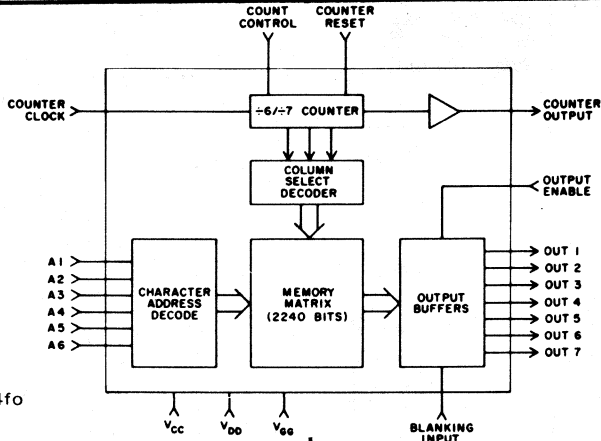 COUNT
CONTROL
COUNTER
RESET
COUNTER
CLOCK
÷6/÷7 COUNTER
COUNTER
OUTPUT
COLUMN
SELECT
DECODER
OUTPUT
ENABLE
A1
A2
A3
A4
A5
A6
CHARACTER
ADDRESS
DECODE
MEMORY
MATRIX
(2240 BITS)
OUTPUT
BUFFERS
OUT 1
OUT 2
OUT 3
OUT 4
OUT 5
OUT 6
OUT 7
4fo
VCC
VDD
VGG
BLANKING
INPUT